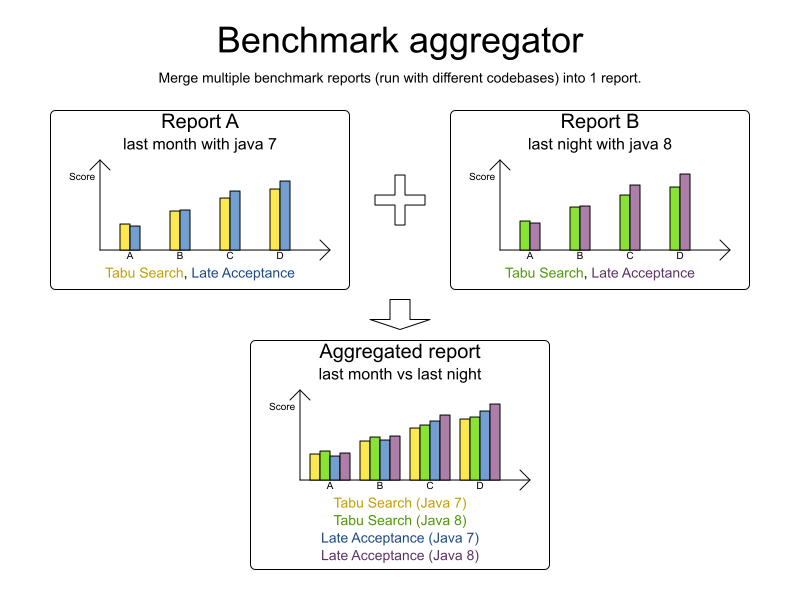 Benchmark aggregator
Merge multiple benchmark reports (run with different codebases) into 1 report.
Report A
last month with java 7
Score
A B C D
Tabu Search, Late Acceptance
Report B
last night with java 8
Score
A B C D
Tabu Search, Late Acceptance
Aggregated report
last month vs last night
Score
A B C D
Tabu Search (Java 7)
Tabu Search (Java 8)
Late Acceptance (Java 7)
Late Acceptance (Java 8)